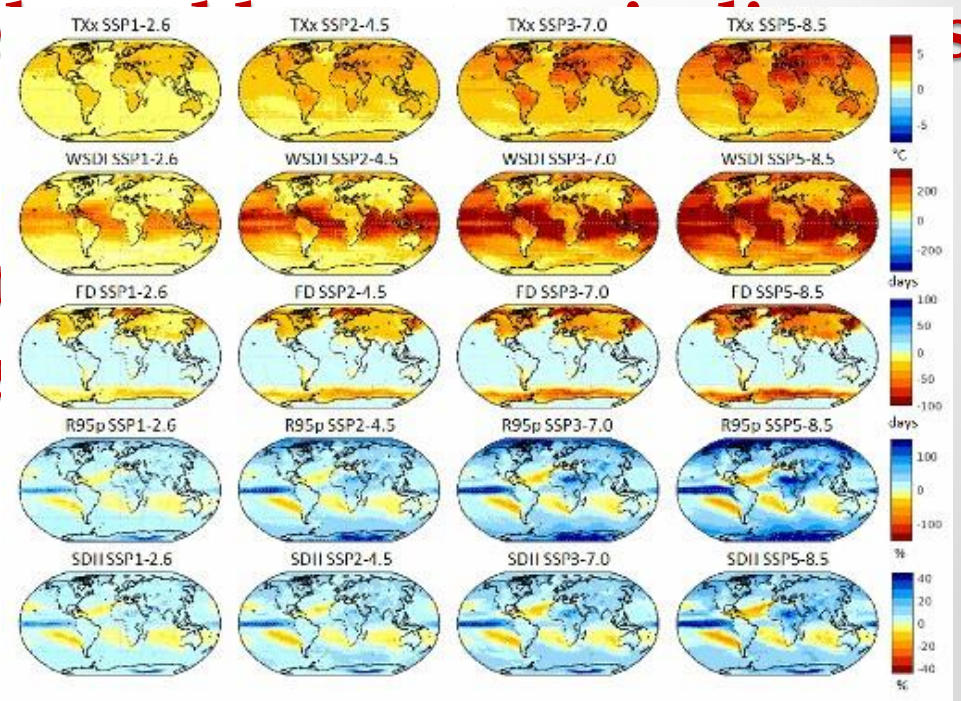 TXx SSP1-2.6 TXx SSP2-4.5 TXx SSP3-7.0 TXx SSP5-8.5
5
0
-5
°C
WSDI SSP1-2.6 WSDI SSP2-4.5 WSDI SSP3-7.0 WSDI SSP5-8.5
200
0
-200
days
FD SSP1-2.6 FD SSP2-4.5 FD SSP3-7.0 FD SSP5-8.5
100
50
0
-50
-100
days
R95p SSP1-2.6 R95p SSP2-4.5 R95p SSP3-7.0 R95p SSP5-8.5
100
0
-100
%
SDII SSP1-2.6 SDII SSP2-4.5 SDII SSP3-7.0 SDII SSP5-8.5
40
20
0
-20
-40
%